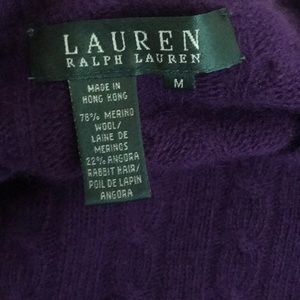 LAUREN
RALPH LAUREN
M
MADE IN
HONG KONG
78% MERINO
WOOL/
LAINE DE
MERINOS
22% ANGORA
RABBIT HAIR/
POIL DE LAPIN
ANGORA